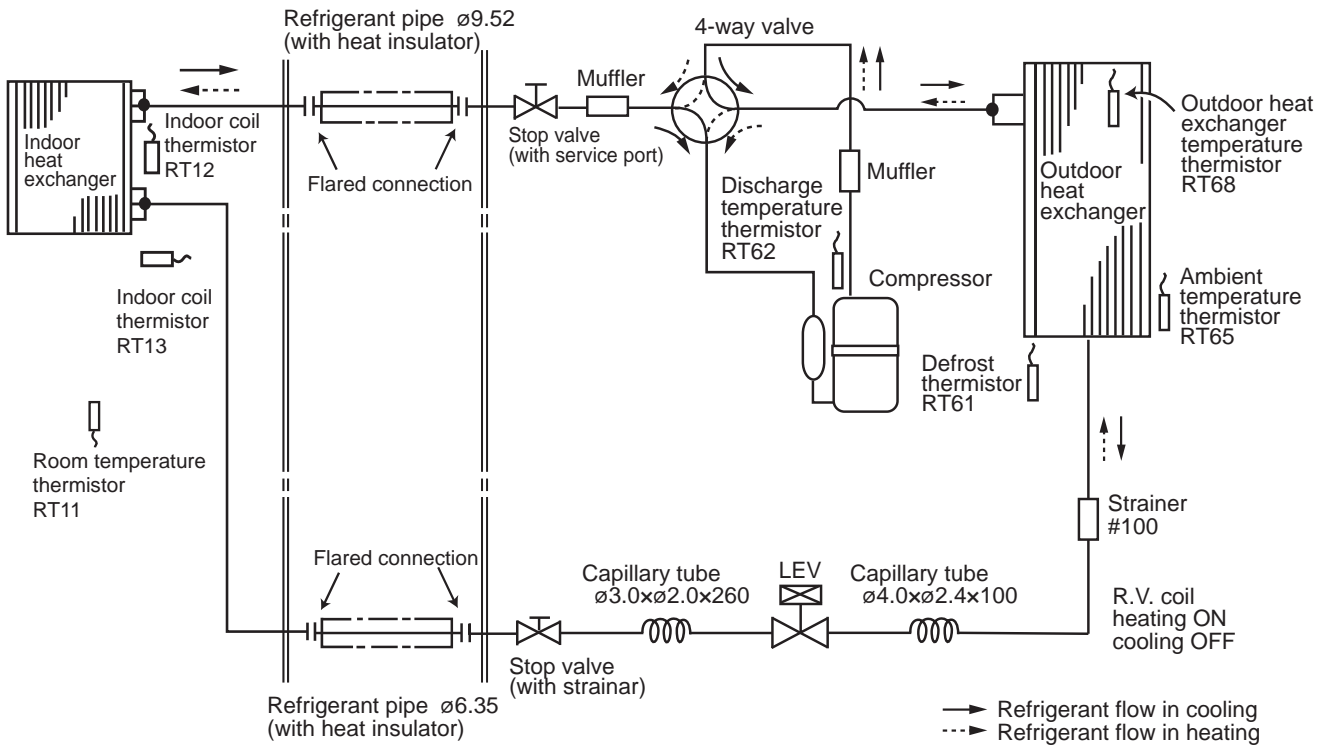 Refrigerant pipe ø9.52
(with heat insulator)
4-way valve
Muffler
Stop valve
(with service port)
Indoor
heat
exchanger
Indoor coil
thermistor
RT12
Flared connection
Discharge
temperature
thermistor
RT62
Muffler
Compressor
Outdoor
heat
exchanger
Outdoor heat
exchanger
temperature
thermistor
RT68
Indoor coil
thermistor
RT13
Ambient
temperature
thermistor
RT65
Defrost
thermistor
RT61
Room temperature
thermistor
RT11
Strainer
#100
Flared connection
Capillary tube
ø3.0×ø2.0×260
LEV
Capillary tube
ø4.0×ø2.4×100
R.V. coil
heating ON
cooling OFF
Stop valve
(with strainar)
Refrigerant pipe ø6.35
(with heat insulator)
Refrigerant flow in cooling
Refrigerant flow in heating